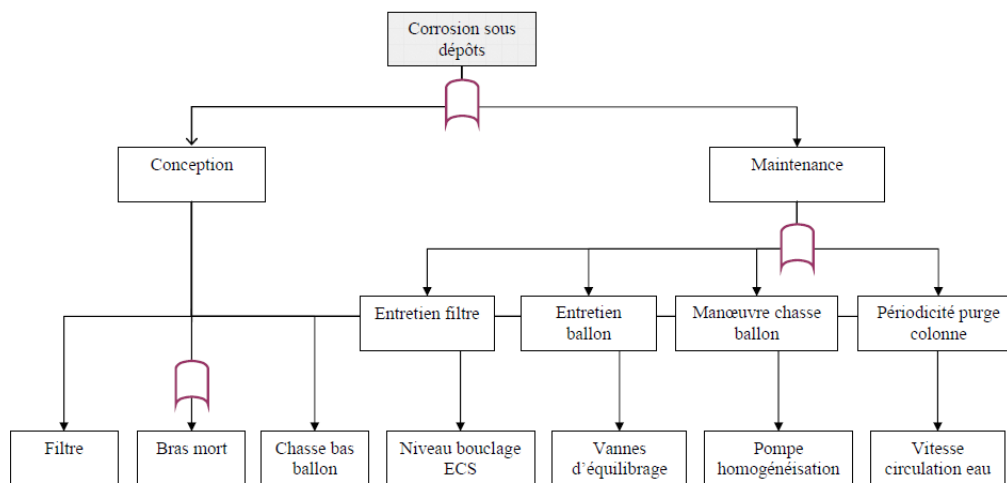 Corrosion sous
dépôts
Conception
Maintenance
Entretien filtre
Entretien
ballon
Manœuvre chasse
ballon
Périodicité purge
colonne
Filtre
Bras mort
Chasse bas
ballon
Niveau bouclage
ECS
Vannes
d'équilibrage
Pompe
homogénéisation
Vitesse
circulation eau